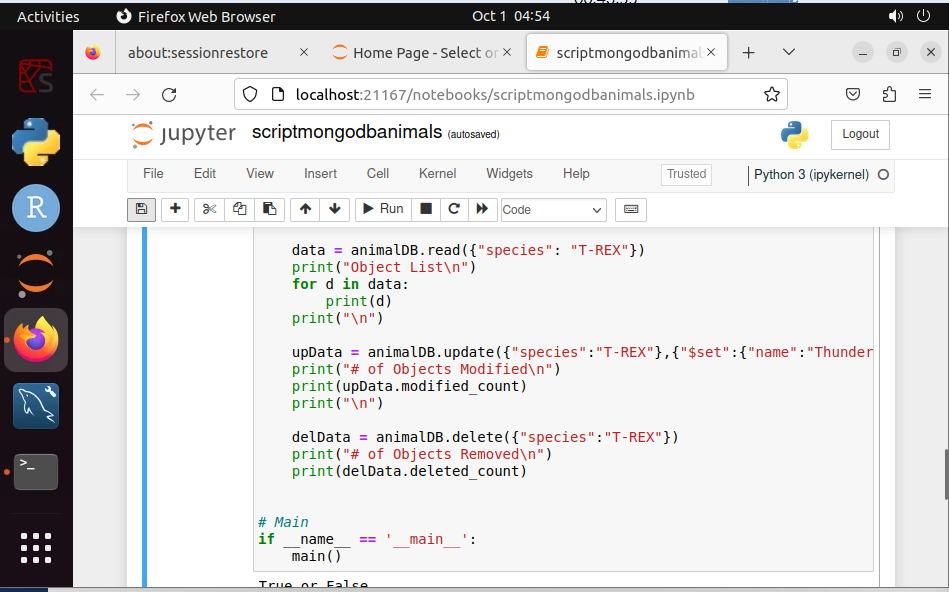 Activities
Firefox Web Browser
Oct 1 04:54
about:sessionrestore
Home Page - Select or
scriptmongodbanimals
localhost:21167/notebooks/scriptmongodbanimals.ipynb
jupyter
scriptmongodbanimals (autosaved)
Logout
File Edit View Insert Cell Kernel Widgets Help
Trusted
Python 3 (ipykernel)
Run
Code
R
data = animalDB.read({"species": "T-REX"})
print("Object List\n")
for d in data:
print(d)
print("\n")
upData = animalDB.update({"species":"T-REX"},{"$set":{"name":"Thunder
print("# of Objects Modified\n")
print(upData.modified_count)
print("\n")
delData = animalDB.delete({"species":"T-REX"})
print("# of Objects Removed\n")
print(delData.deleted_count)
# Main
if __name__ == '__main__':
main()
True or False